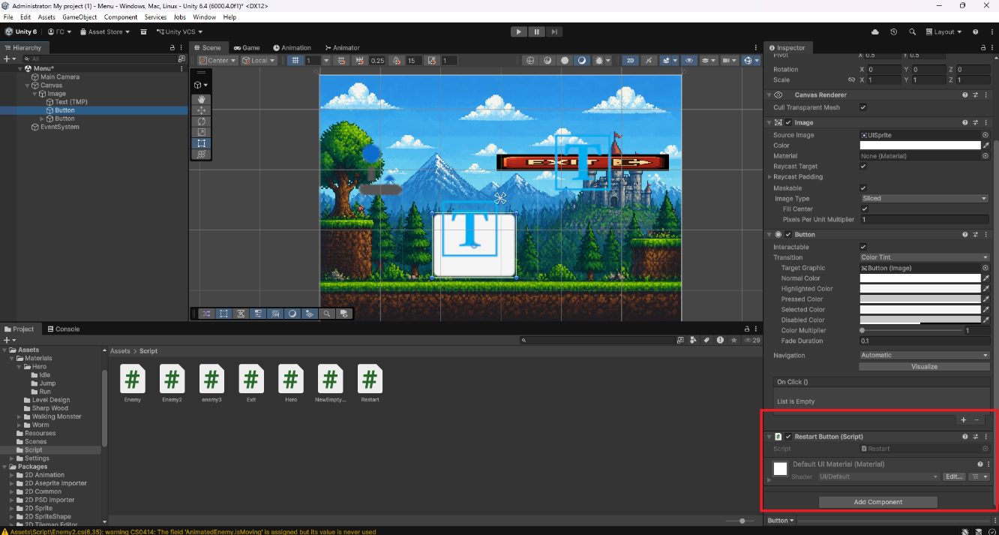 Administrator: My project (1) - Menu - Windows, Mac, Linux - Unity 6.4 (6000.4.0f1)* <DX12>
File Edit Assets GameObject Component Services Jobs Window Help
Unity 6 FC Asset Store Unity VCS Layout
Hierarchy
All
Menu*
Main Camera
Canvas
Image
Text (TMP)
Button
Button
EventSystem
Scene Game Animation Animator
Center Local 1 0.25 15 1 2D
EXIT
T
T
Inspector
Pivot X 0.5 Y 0.5
Rotation X 0 Y 0 Z 0
Scale X 1 Y 1 Z 1
Canvas Renderer
Cull Transparent Mesh
Image
Source Image UISprite
Color
Material None (Material)
Raycast Target
Raycast Padding
Maskable
Image Type Sliced
Fill Center
Pixels Per Unit Multiplier 1
Button
Interactable
Transition Color Tint
Target Graphic Button (Image)
Normal Color
Highlighted Color
Pressed Color
Selected Color
Disabled Color
Color Multiplier 1
Fade Duration 0.1
Navigation Automatic
Visualize
On Click ()
List is Empty
Restart Button (Script)
Script Restart
Default UI Material (Material)
Shader UI/Default Edit...
Add Component
Button
Project Console
29
Assets
Materials
Hero
Idle
Jump
Run
Level Design
Sharp Wood
Walking Monster
Worm
Resourses
Scenes
Script
Settings
Packages
2D Animation
2D Aseprite Importer
2D Common
2D PSD Importer
2D Sprite
2D SpriteShape
2D Tilemap Editor
Assets > Script
Enemy Enemy2 enemy3 Exit Hero NewEmpty... Restart
Assets\Script\Enemy2.cs(6,35): warning CS0414: The field 'AnimatedEnemy.isMoving' is assigned but its value is never used